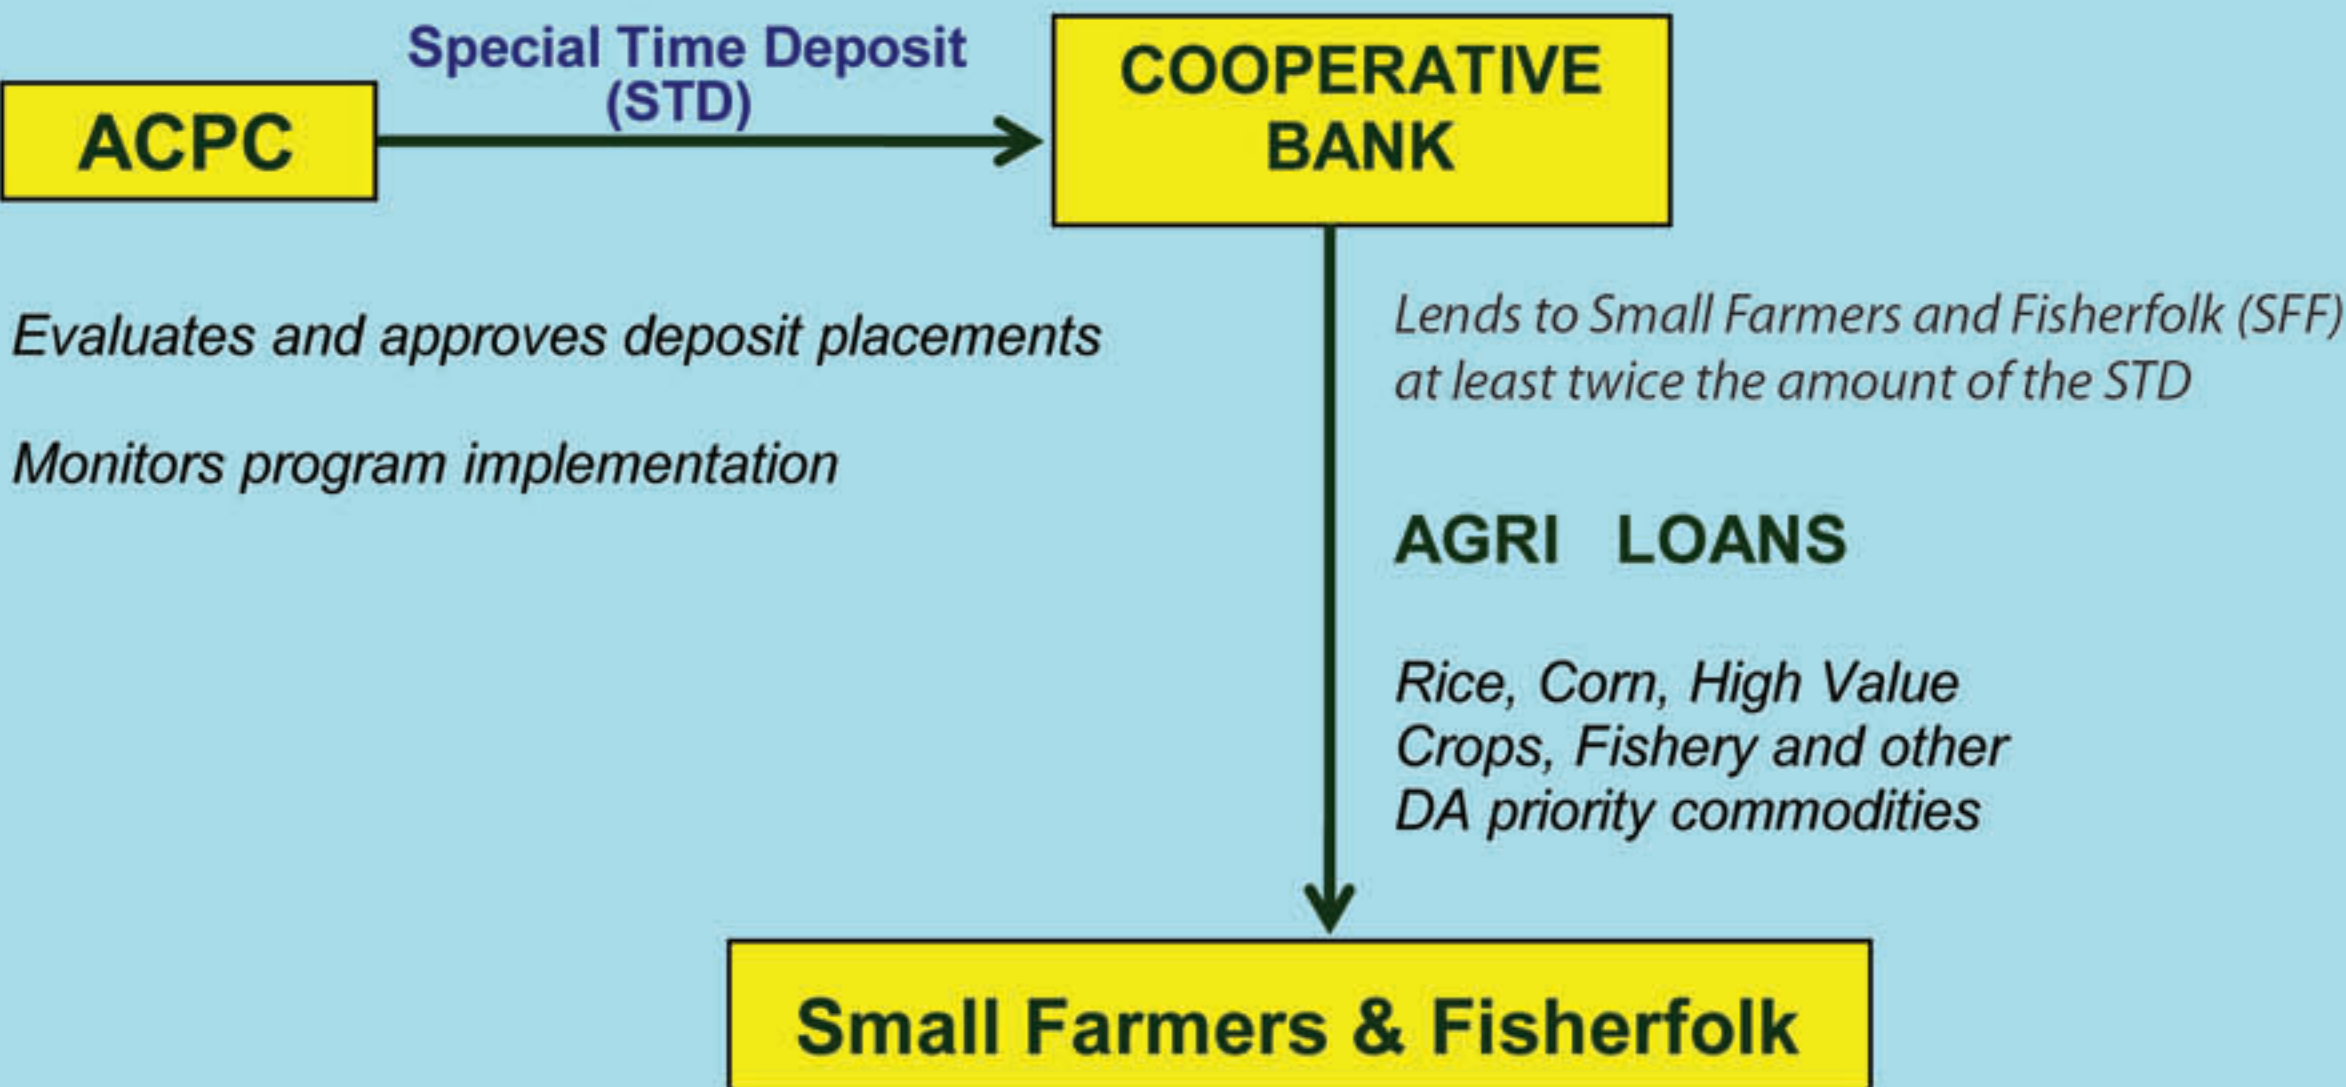 Special Time Deposit
(STD)
ACPC
COOPERATIVE
BANK
Evaluates and approves deposit placements
Monitors program implementation
Lends to Small Farmers and Fisherfolk (SFF)
at least twice the amount of the STD
AGRI LOANS
Rice, Corn, High Value
Crops, Fishery and other
DA priority commodities
Small Farmers & Fisherfolk